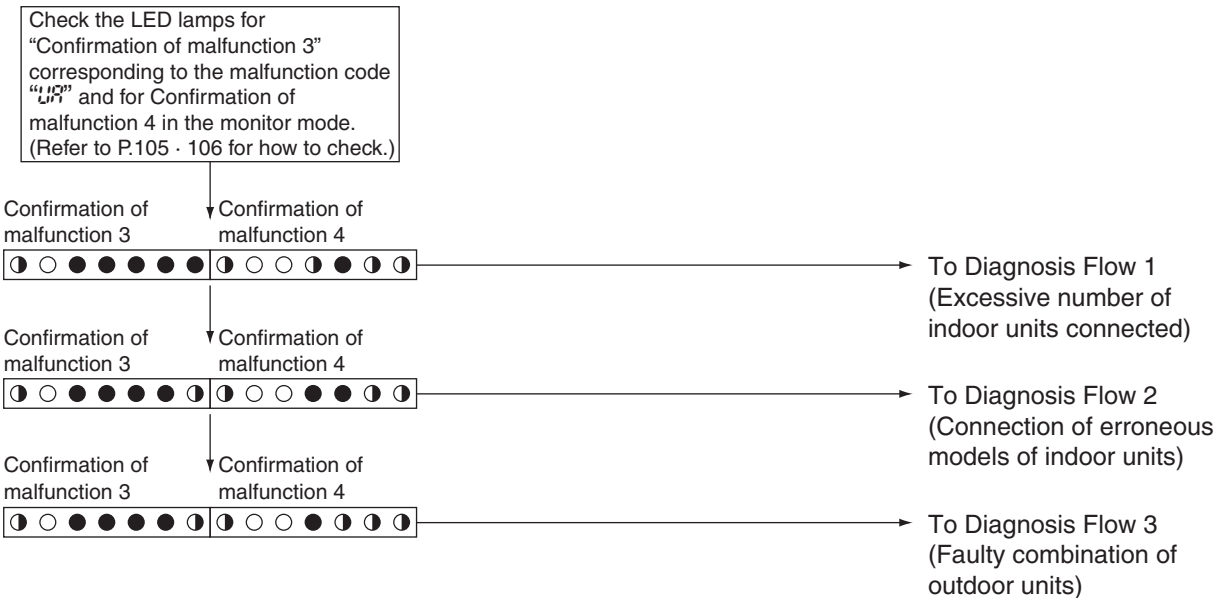 Check the LED lamps for
“Confirmation of malfunction 3”
corresponding to the malfunction code
“UA” and for Confirmation of
malfunction 4 in the monitor mode.
(Refer to P.105 · 106 for how to check.)
Confirmation of
malfunction 3
Confirmation of
malfunction 4
To Diagnosis Flow 1
(Excessive number of
indoor units connected)
Confirmation of
malfunction 3
Confirmation of
malfunction 4
To Diagnosis Flow 2
(Connection of erroneous
models of indoor units)
Confirmation of
malfunction 3
Confirmation of
malfunction 4
To Diagnosis Flow 3
(Faulty combination of
outdoor units)